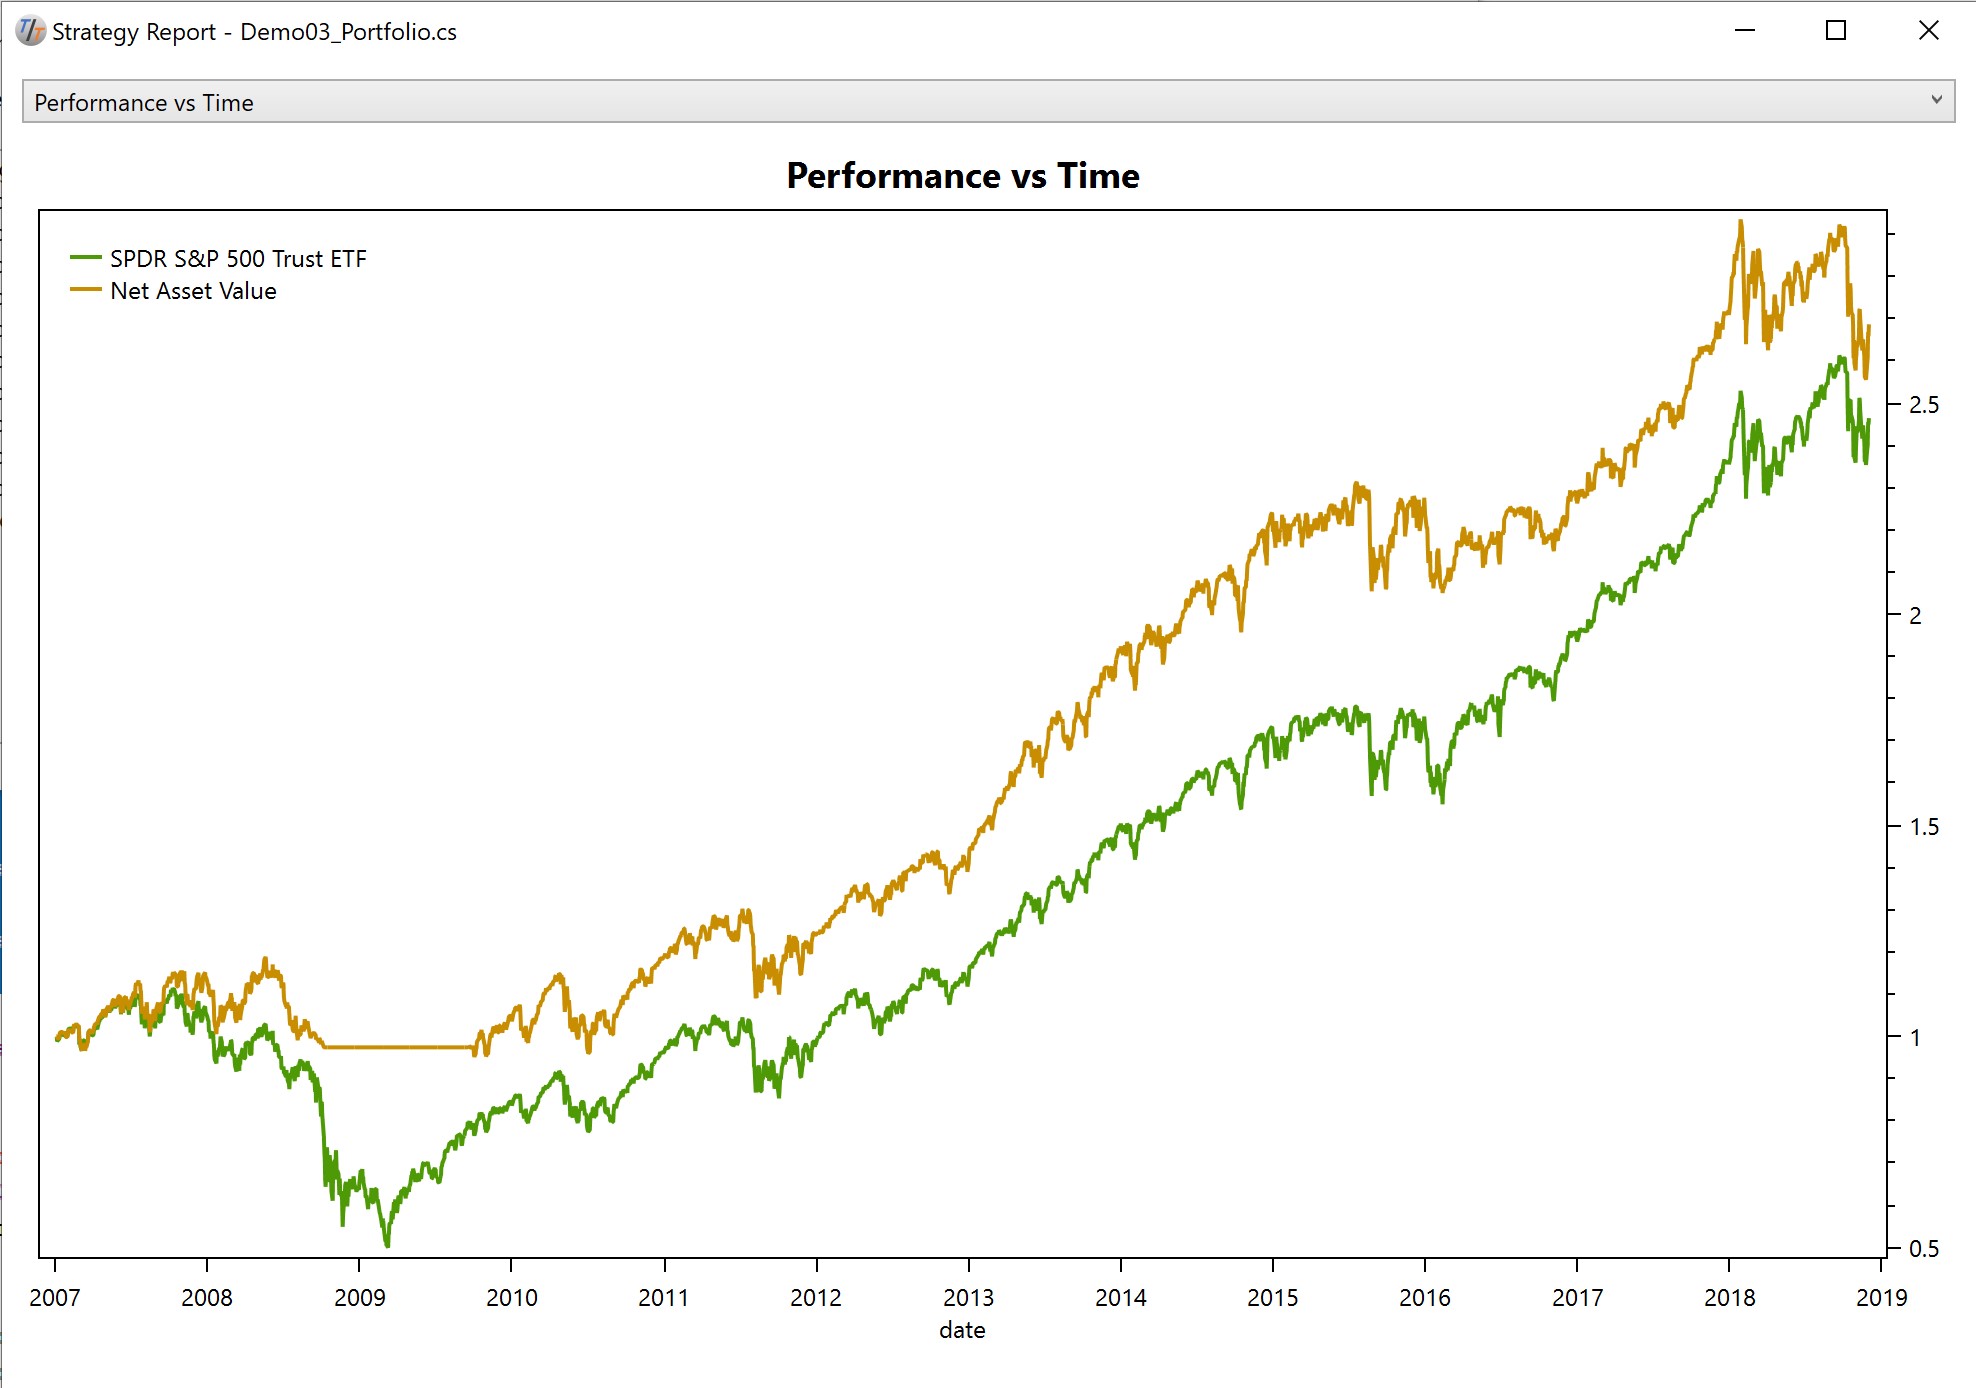 Strategy Report - Demo03_Portfolio.cs
Performance vs Time
Performance vs Time
SPDR S&P 500 Trust ETF
Net Asset Value
2.5
2
1.5
1
0.5
2007 2008 2009 2010 2011 2012 2013 2014 2015 2016 2017 2018 2019
date